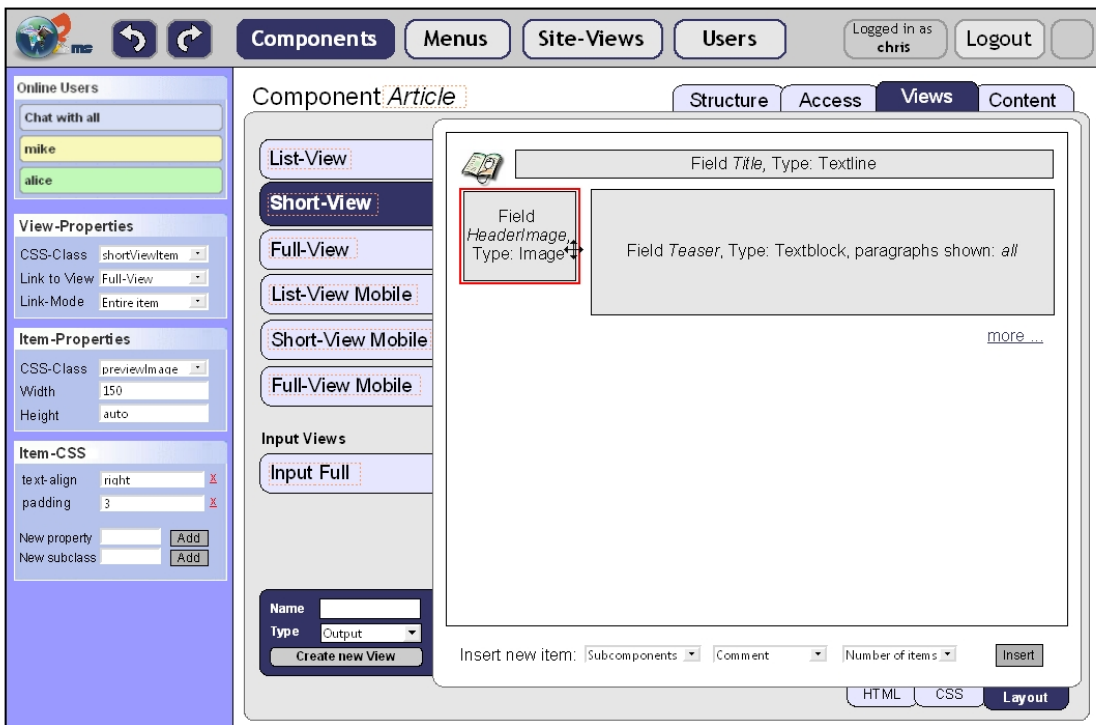 ms
Components
Menus
Site-Views
Users
Logged in as
chris
Logout
Online Users
Chat with all
mike
alice
View-Properties
CSS-Class shortViewItem
Link to View Full-View
Link-Mode Entire item
Item-Properties
CSS-Class previewImage
Width 150
Height auto
Item-CSS
text-align right X
padding 3 X
New property Add
New subclass Add
Component Article
Structure
Access
Views
Content
List-View
Short-View
Full-View
List-View Mobile
Short-View Mobile
Full-View Mobile
Input Views
Input Full
Name
Type Output
Create new View
Field Title, Type: Textline
Field
HeaderImage,
Type: Image
Field Teaser, Type: Textblock, paragraphs shown: all
more ...
Insert new item: Subcomponents Comment Number of items Insert
HTML
CSS
Layout